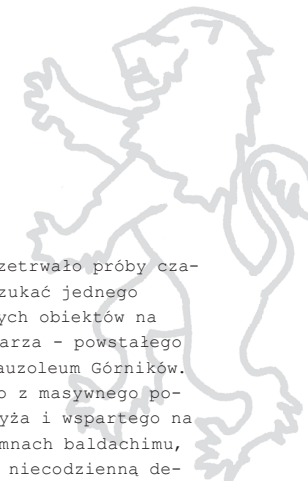 zetrwało próby cza-
zukać jednego
ych obiektów na
arza - powstałego
auzoleum Górników.
o z masywnego po-
yża i wspartego na
mnach baldachimu,
niecodzienną de-